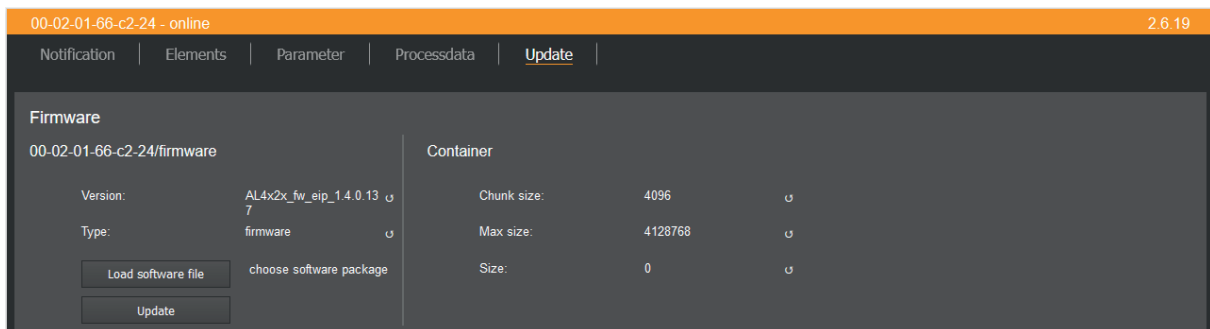 00-02-01-66-c2-24 - online 2.6.19
Notification Elements Parameter Processdata Update
Firmware
00-02-01-66-c2-24/firmware Container
Version: AL4x2x_fw_eip_1.4.0.13 Chunk size: 4096
7
Type: firmware Max size: 4128768
Load software file choose software package Size: 0
Update